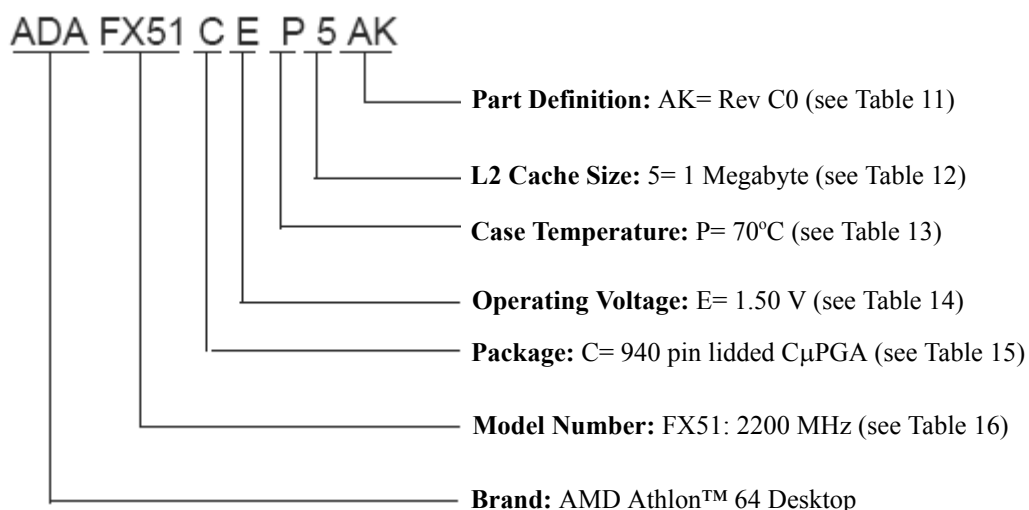 ADA FX51 C E P 5 AK
Part Definition: AK= Rev C0 (see Table 11)
L2 Cache Size: 5= 1 Megabyte (see Table 12)
Case Temperature: P= 70ºC (see Table 13)
Operating Voltage: E= 1.50 V (see Table 14)
Package: C= 940 pin lidded CμPGA (see Table 15)
Model Number: FX51: 2200 MHz (see Table 16)
Brand: AMD Athlon™ 64 Desktop